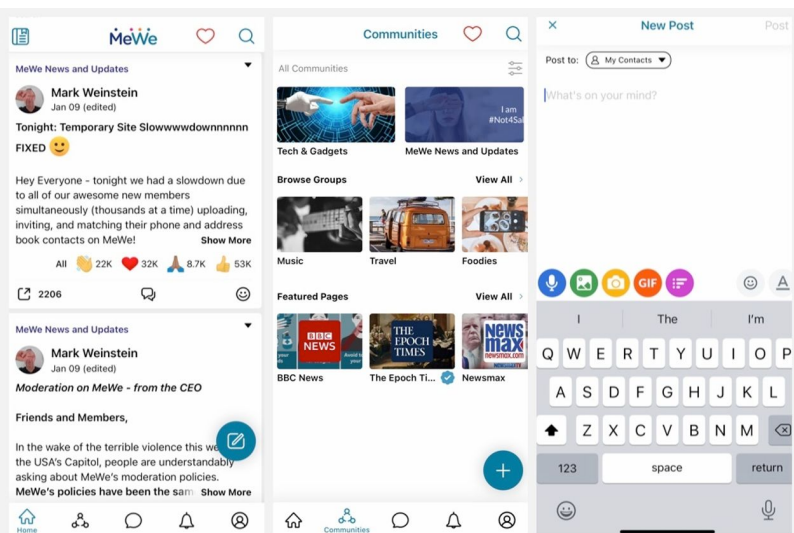 MeWe
MeWe News and Updates
Mark Weinstein
Jan 09 (edited)
Tonight: Temporary Site Slowwwwdownnnnnn
FIXED
Hey Everyone - tonight we had a slowdown due
to all of our awesome new members
simultaneously (thousands at a time) uploading,
inviting, and matching their phone and address
book contacts on MeWe! Show More
All 22K 32K 8.7K 53K
2206
MeWe News and Updates
Mark Weinstein
Jan 09 (edited)
Moderation on MeWe - from the CEO
Friends and Members,
In the wake of the terrible violence this
the USA's Capitol, people are understandably
asking about MeWe's moderation policies.
MeWe's policies have been the Show More
Home
Communities
All Communities
I am
Tech & Gadgets
MeWe News and Updates
Browse Groups View All
Music Travel Foodies
Featured Pages View All
BBC
NEWS
THE
EPOCH
TIMES
News
max
newsmax.com
BBC News The Epoch Ti... Newsmax
Communities
New Post Post
Post to: My Contacts
What's on your mind?
GIF
A
I The I'm
Q W E R T Y U I O P
A S D F G H J K L
Z X C V B N M
123 space return